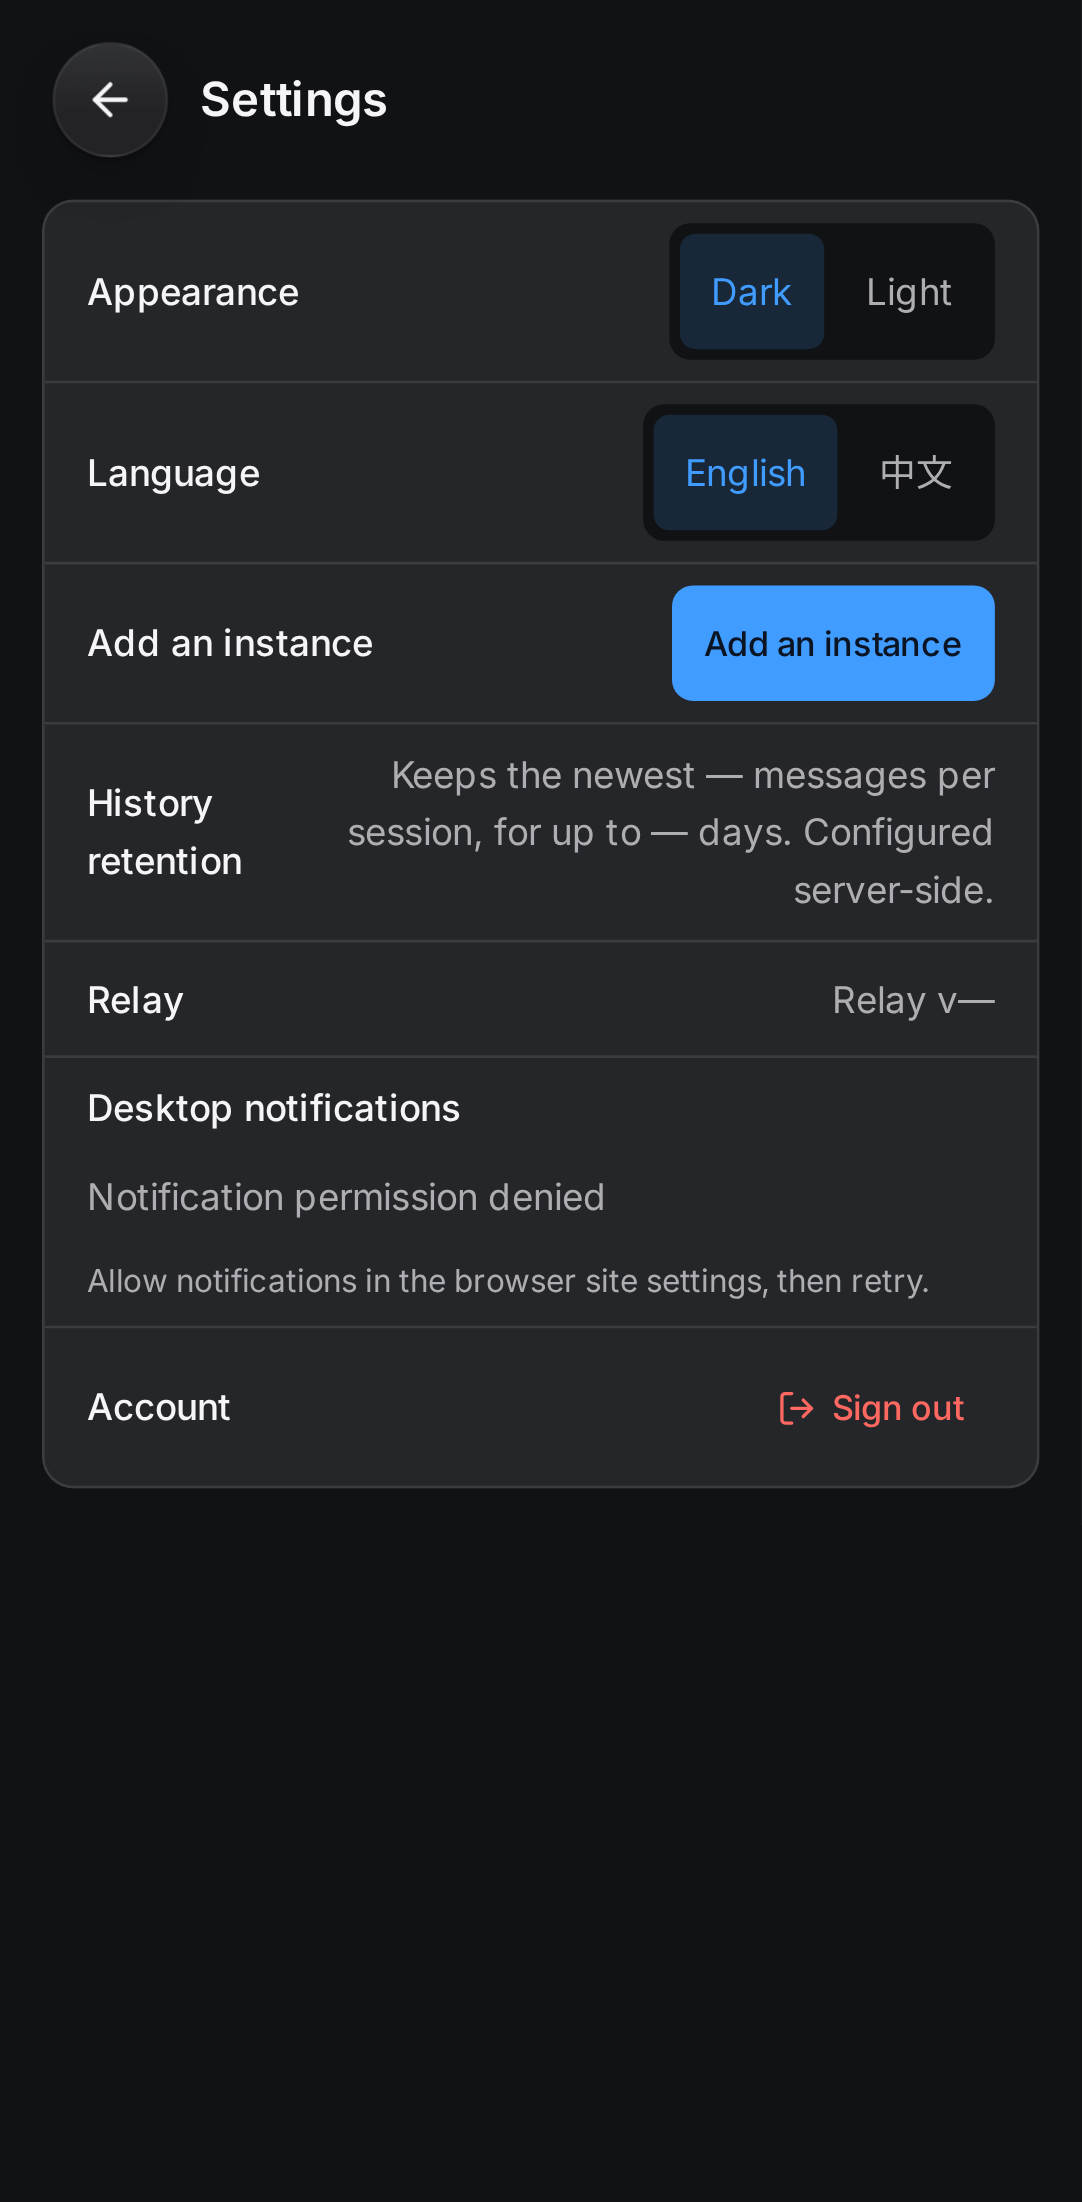 Settings
Appearance
Dark
Light
Language
English
中文
Add an instance
Add an instance
History
retention
Keeps the newest — messages per
session, for up to — days. Configured
server-side.
Relay
Relay v—
Desktop notifications
Notification permission denied
Allow notifications in the browser site settings, then retry.
Account
Sign out